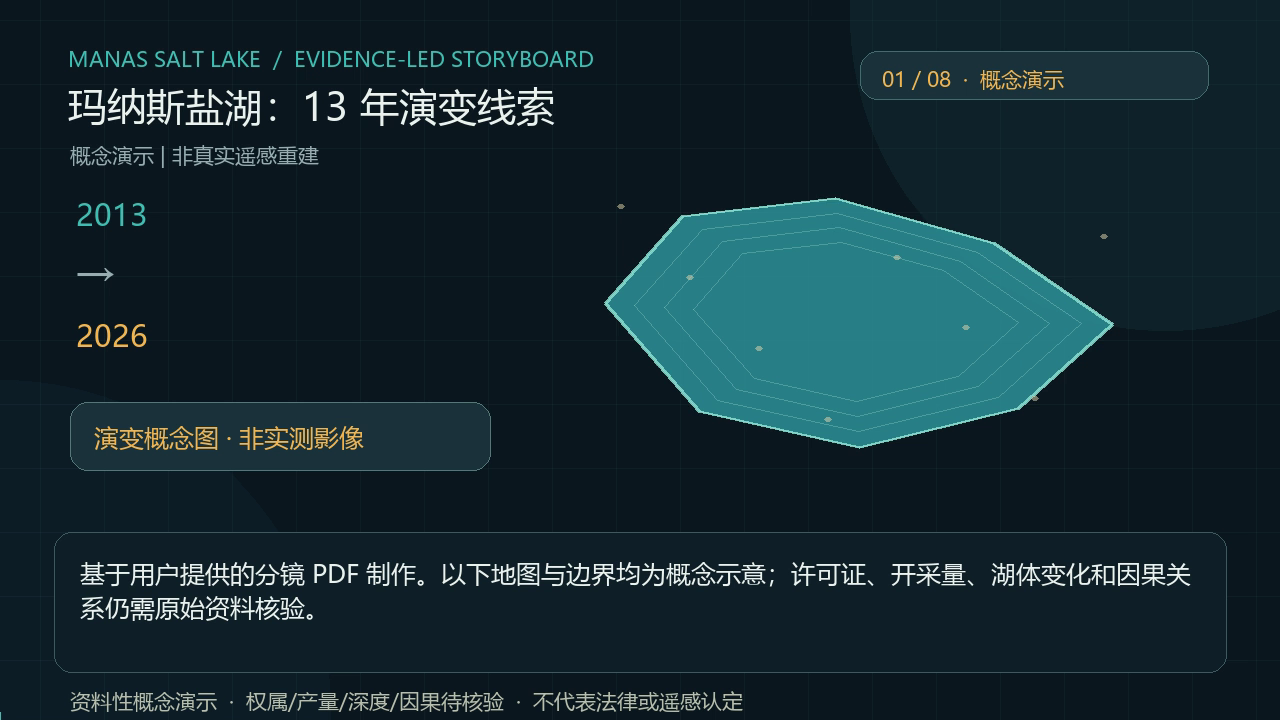 MANAS SALT LAKE / EVIDENCE-LED STORYBOARD
01 / 08 · 概念演示
玛纳斯盐湖：13 年演变线索
概念演示 | 非真实遥感重建
2013
→
2026
演变概念图 · 非实测影像
基于用户提供的分镜 PDF 制作。以下地图与边界均为概念示意；许可证、开采量、湖体变化和因果关
系仍需原始资料核验。
资料性概念演示 · 权属/产量/深度/因果待核验 · 不代表法律或遥感认定